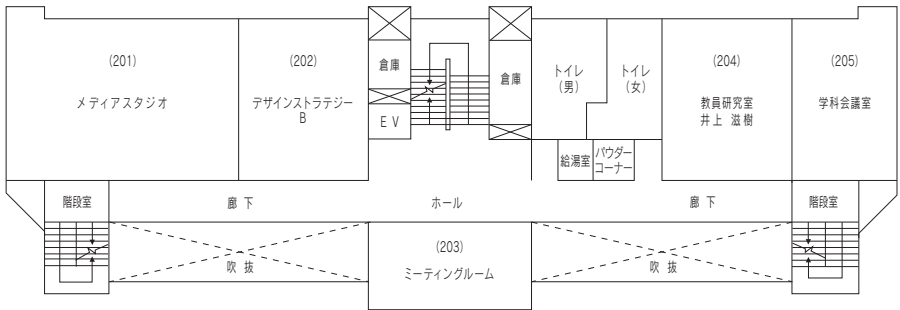 (201)
メディアスタジオ
(202)
デザインストラテジー
B
倉庫
EV
倉庫
トイレ
(男)
トイレ
(女)
(204)
教員研究室
井上 滋樹
(205)
学科会議室
給湯室
パウダー
コーナー
階段室
廊下
ホール
廊下
階段室
吹抜
(203)
ミーティングルーム
吹抜